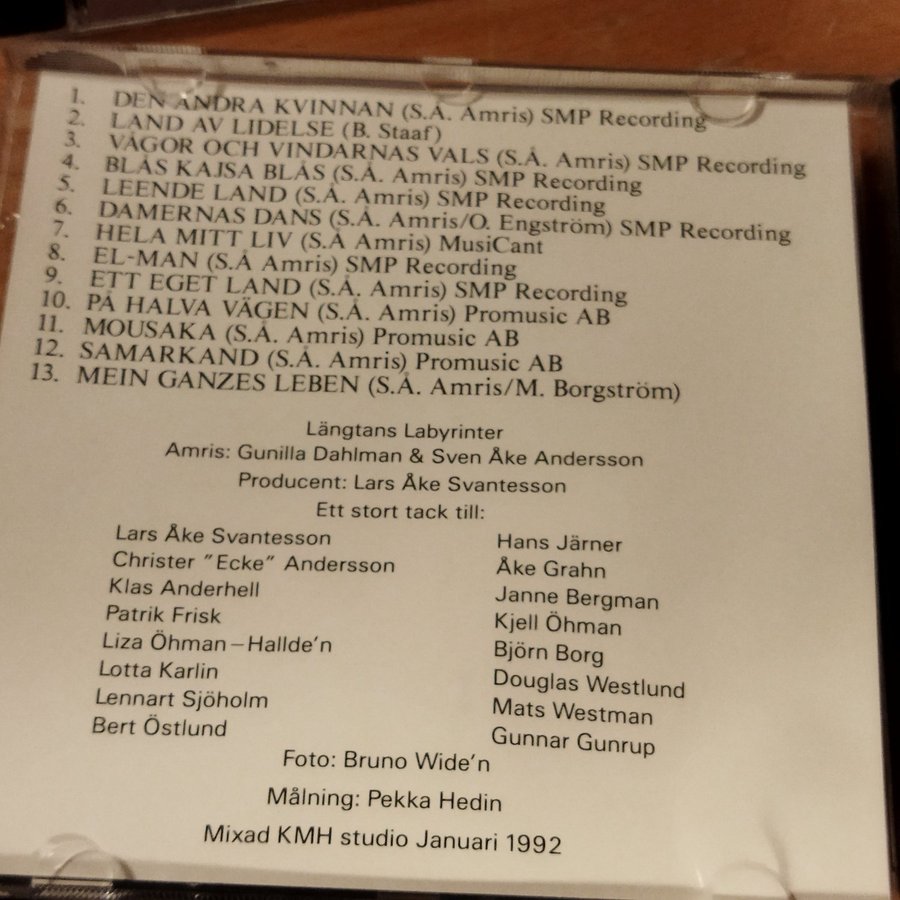 1. DEN ANDRA KVINNAN (S.Å. Amris) SMP Recording
2. LAND AV LIDELSE (B. Staaf)
3. VÅGOR OCH VINDARNAS VALS (S.Å. Amris) SMP Recording
4. BLÅS KAJSA BLÅS (S.Å. Amris) SMP Recording
5. LEENDE LAND (S.Å. Amris) SMP Recording
6. DAMERNAS DANS (S.Å. Amris/O. Engström) SMP Recording
7. HELA MITT LIV (S.Å Amris) MusiCant
8. EL-MAN (S.Å Amris) SMP Recording
9. ETT EGET LAND (S.Å. Amris) SMP Recording
10. PÅ HALVA VÄGEN (S.Å. Amris) Promusic AB
11. MOUSAKA (S.Å. Amris) Promusic AB
12. SAMARKAND (S.Å. Amris) Promusic AB
13. MEIN GANZES LEBEN (S.Å. Amris/M. Borgström)
Längtans Labyrinter
Amris: Gunilla Dahlman & Sven Åke Andersson
Producent: Lars Åke Svantesson
Ett stort tack till:
Lars Åke Svantesson
Christer "Ecke" Andersson
Klas Anderhell
Patrik Frisk
Liza Öhman–Hallde'n
Lotta Karlin
Lennart Sjöholm
Bert Östlund
Hans Järner
Åke Grahn
Janne Bergman
Kjell Öhman
Björn Borg
Douglas Westlund
Mats Westman
Gunnar Gunrup
Foto: Bruno Wide'n
Målning: Pekka Hedin
Mixad KMH studio Januari 1992